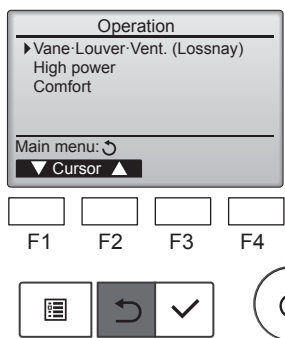 Operation
Vane·Louver·Vent. (Lossnay)
High power
Comfort
Main menu:
▼ Cursor ▲
F1 F2 F3 F4